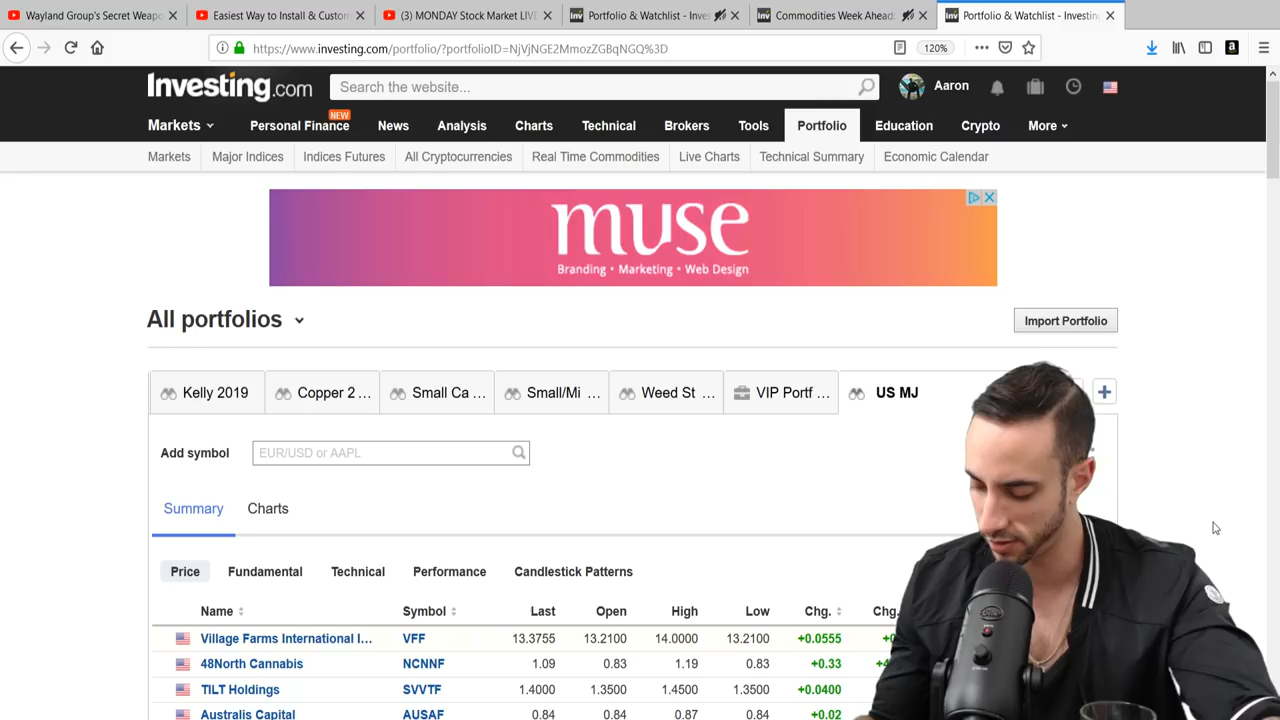 Wayland Group's Secret Weapo
Easiest Way to Install & Custom
(3) MONDAY Stock Market LIVE
Portfolio & Watchlist - Inves
Commodities Week Ahead:
Portfolio & Watchlist - Investing
https://www.investing.com/portfolio/?portfolioID=NjVjNGE2MmozZGBqNGQ%3D
120%
Investing.com
Search the website...
Aaron
NEW
Markets
Personal Finance
News
Analysis
Charts
Technical
Brokers
Tools
Portfolio
Education
Crypto
More
Markets
Major Indices
Indices Futures
All Cryptocurrencies
Real Time Commodities
Live Charts
Technical Summary
Economic Calendar
muse
Branding • Marketing • Web Design
All portfolios
Import Portfolio
Kelly 2019
Copper 2 ...
Small Ca ...
Small/Mi ...
Weed St ...
VIP Portf ...
US MJ
Add symbol
EUR/USD or AAPL
Summary
Charts
Price
Fundamental
Technical
Performance
Candlestick Patterns
Name Symbol Last Open High Low Chg. Chg.
Village Farms International I... VFF 13.3755 13.2100 14.0000 13.2100 +0.0555
48North Cannabis NCNNF 1.09 0.83 1.19 0.83 +0.33
TILT Holdings SVVTF 1.4000 1.3500 1.4500 1.3500 +0.0400
Australis Capital AUSAF 0.84 0.84 0.87 0.84 +0.02